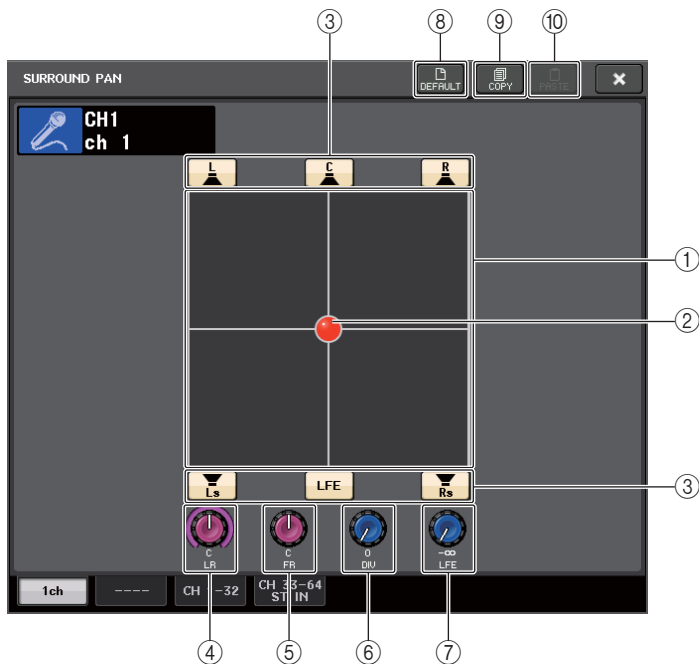 ③ ⑧ ⑨ ⑩
SURROUND PAN
DEFAULT
COPY
PASTE
CH1
ch 1
L
C
R
①
②
Ls
LFE
Rs
③
C
LR
C
FR
0
DIV
-∞
LFE
1ch
----
CH -32
CH 33-64
ST IN
④ ⑤ ⑥ ⑦